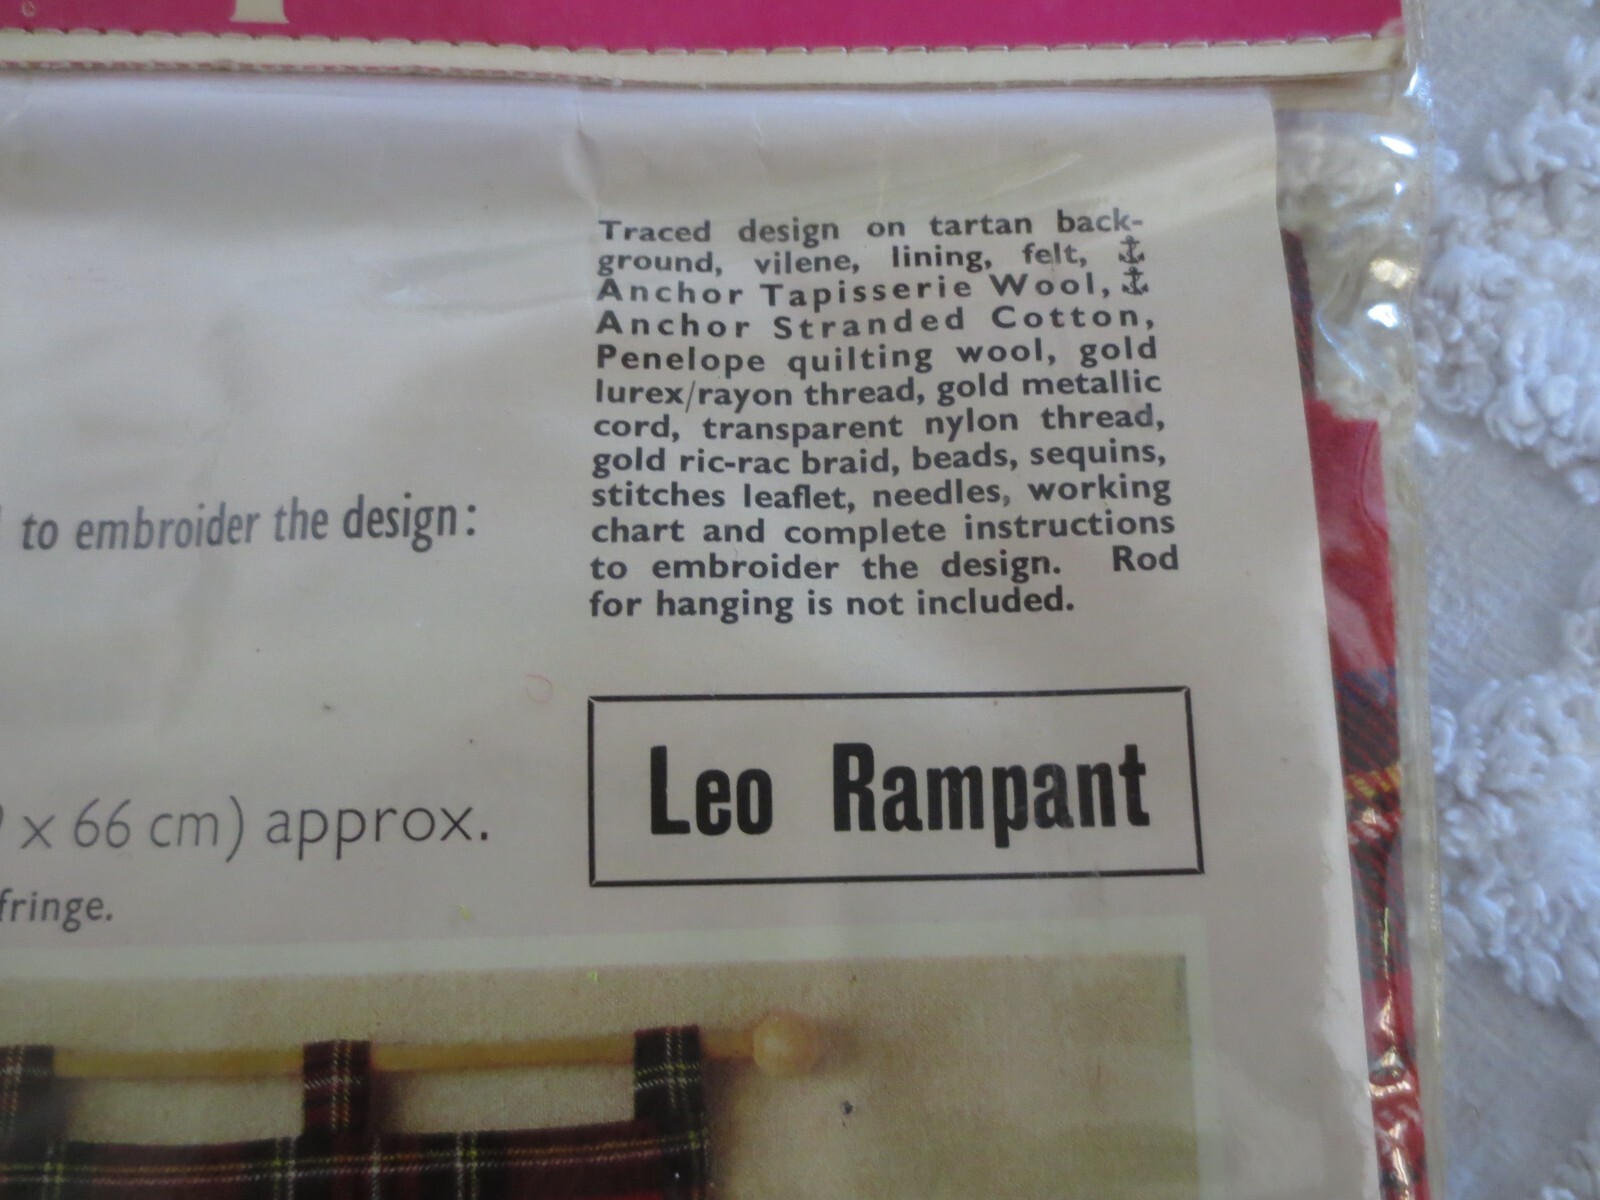 Traced design on tartan back-
ground, vilene, lining, felt, ⚓
Anchor Tapisserie Wool, ⚓
Anchor Stranded Cotton,
Penelope quilting wool, gold
lurex/rayon thread, gold metallic
cord, transparent nylon thread,
gold ric-rac braid, beads, sequins,
stitches leaflet, needles, working
chart and complete instructions
to embroider the design. Rod
for hanging is not included.
to embroider the design:
Leo Rampant
x 66 cm) approx.
fringe.